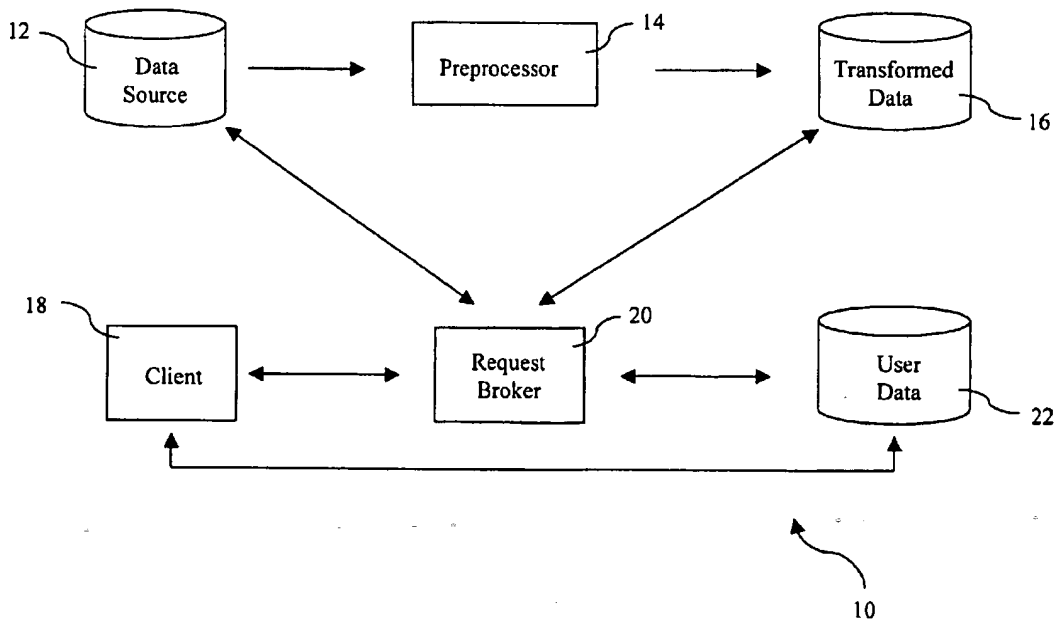 12
Data
Source
14
Preprocessor
Transformed
Data
16
18
Client
20
Request
Broker
User
Data
22
10